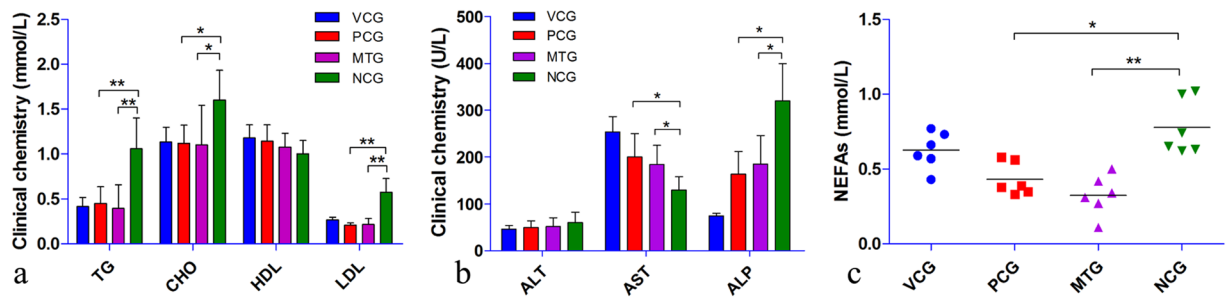 Clinical chemistry (mmol/L)
2.5
2.0
1.5
1.0
0.5
0.0
VCG
PCG
MTG
NCG
**
**
*
*
**
**
TG
CHO
HDL
LDL
a
Clinical chemistry (U/L)
500
400
300
200
100
0
VCG
PCG
MTG
NCG
*
*
*
*
ALT
AST
ALP
b
NEFAs (mmol/L)
1.5
1.0
0.5
0.0
*
**
VCG
PCG
MTG
NCG
c